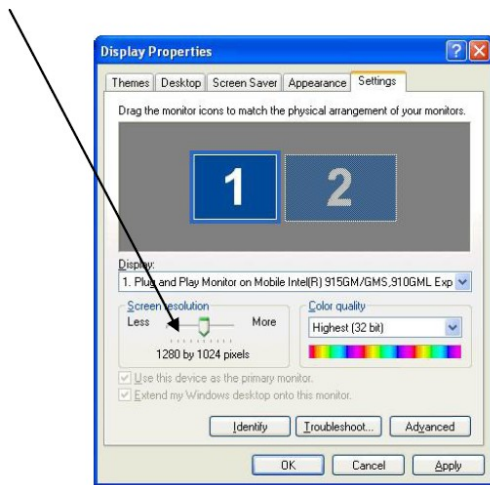 Display Properties
Themes Desktop Screen Saver Appearance Settings
Drag the monitor icons to match the physical arrangement of your monitors.
1 2
Display:
1. Plug and Play Monitor on Mobile Intel(R) 915GM/GMS,910GML Exp
Screen resolution Color quality
Less More Highest (32 bit)
1280 by 1024 pixels
Use this device as the primary monitor.
Extend my Windows desktop onto this monitor.
Identify Troubleshoot... Advanced
OK Cancel Apply